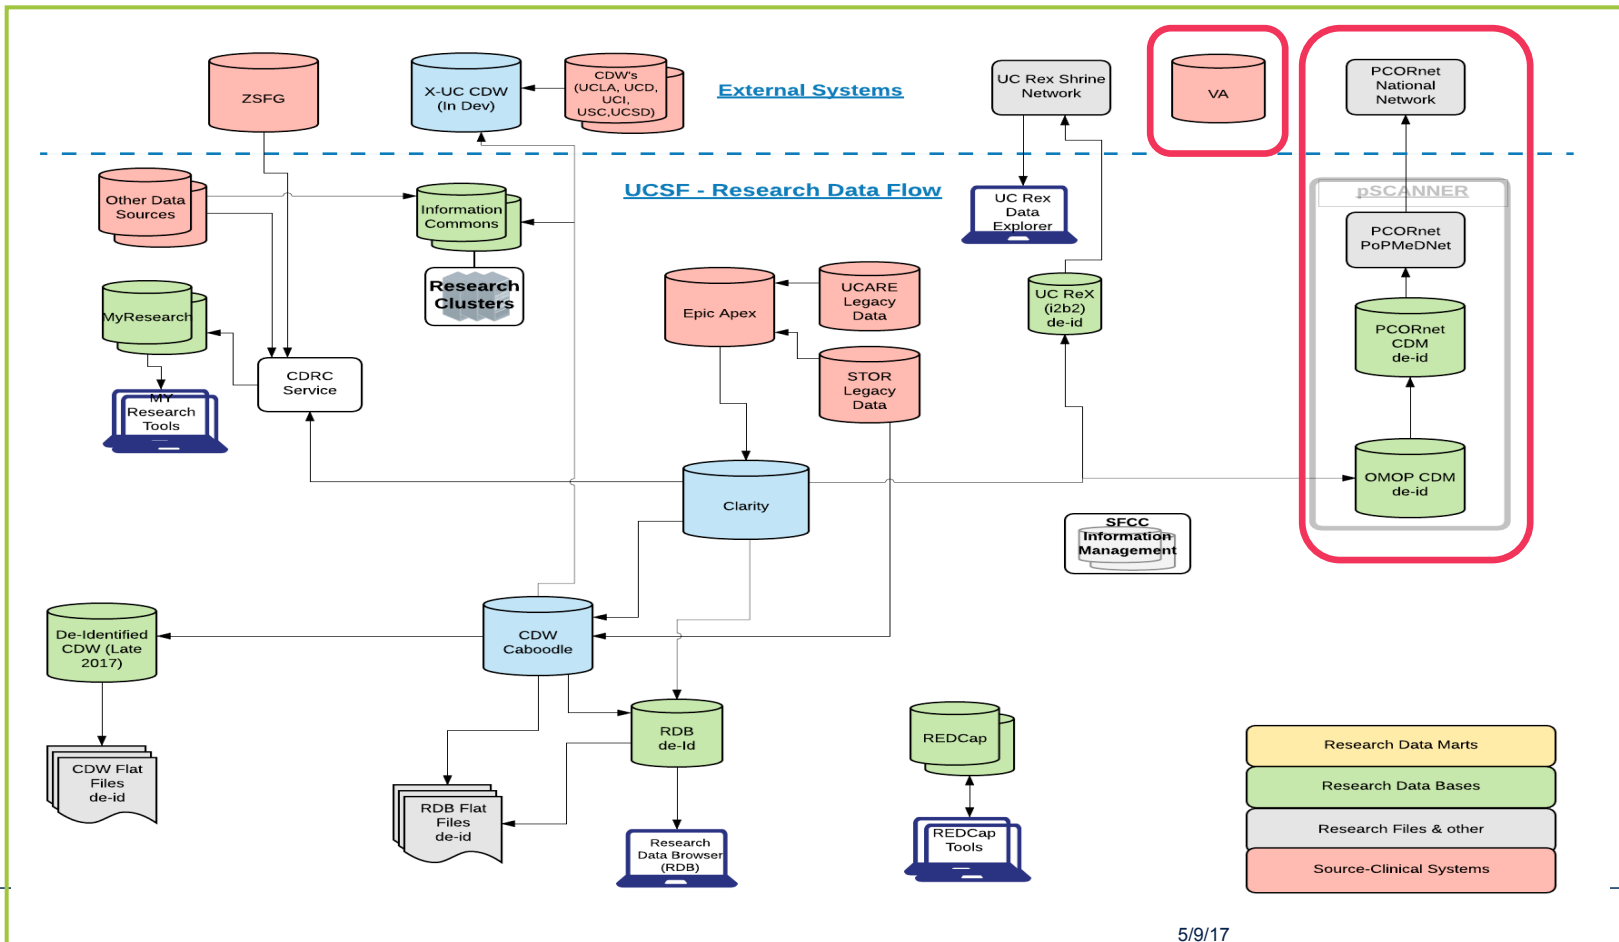 ZSFG
X-UC CDW
(In Dev)
CDW's
(UCLA, UCD,
UCI,
USC,UCSD)
External Systems
UC Rex Shrine
Network
VA
PCORnet
National
Network
UCSF - Research Data Flow
Other Data
Sources
Information
Commons
Research
Clusters
UC Rex
Data
Explorer
pSCANNER
PCORnet
PoPMeDNet
MyResearch
Epic Apex
UCARE
Legacy
Data
UC ReX
(i2b2)
de-id
PCORnet
CDM
de-id
CDRC
Service
STOR
Legacy
Data
MY
Research
Tools
Clarity
OMOP CDM
de-id
SFCC
Information
Management
De-Identified
CDW (Late
2017)
CDW
Caboodle
RDB
de-Id
REDCap
CDW Flat
Files
de-id
RDB Flat
Files
de-id
Research
Data Browser
(RDB)
REDCap
Tools
Research Data Marts
Research Data Bases
Research Files & other
Source-Clinical Systems
5/9/17